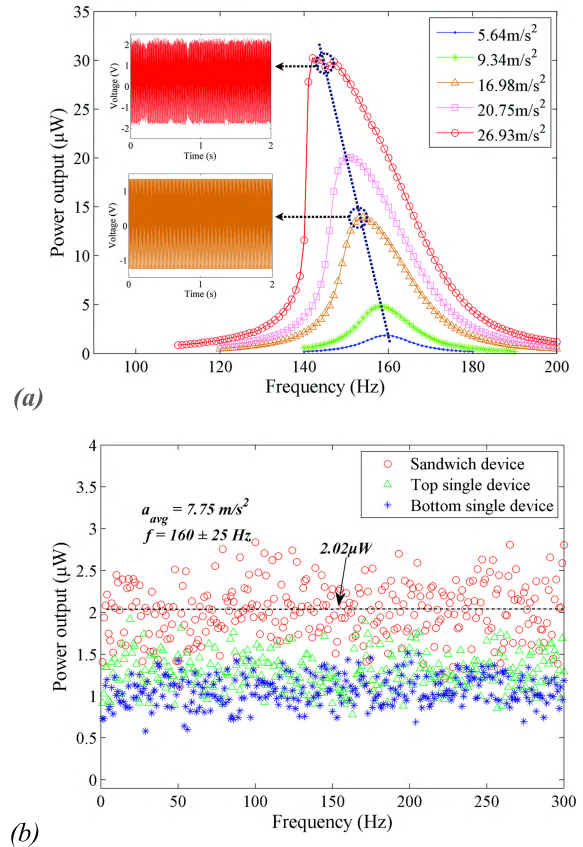 35
30
25
20
15
10
5
0
Power output (µW)
100 120 140 160 180 200
Frequency (Hz)
5.64m/s²
9.34m/s²
16.98m/s²
20.75m/s²
26.93m/s²
2
1
0
-1
-2
Voltage (V)
0 1 2
Time (s)
1
0
-1
Voltage (V)
0 1 2
Time (s)
(a)
4
3.5
3
2.5
2
1.5
1
0.5
0
Power output (µW)
a_avg = 7.75 m/s²
f = 160 ± 25 Hz
2.02µW
Sandwich device
Top single device
Bottom single device
0 50 100 150 200 250 300
Frequency (Hz)
(b)